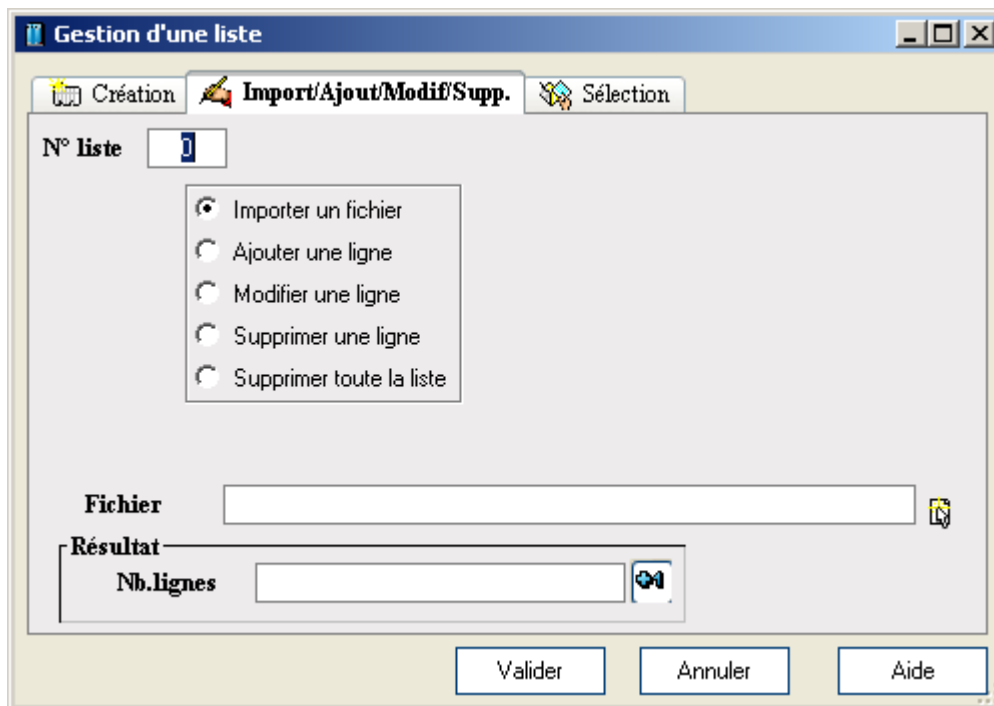 Gestion d'une liste
Création Import/Ajout/Modif/Supp. Sélection
N° liste 0
Importer un fichier
Ajouter une ligne
Modifier une ligne
Supprimer une ligne
Supprimer toute la liste
Fichier
Résultat
Nb.lignes
Valider Annuler Aide